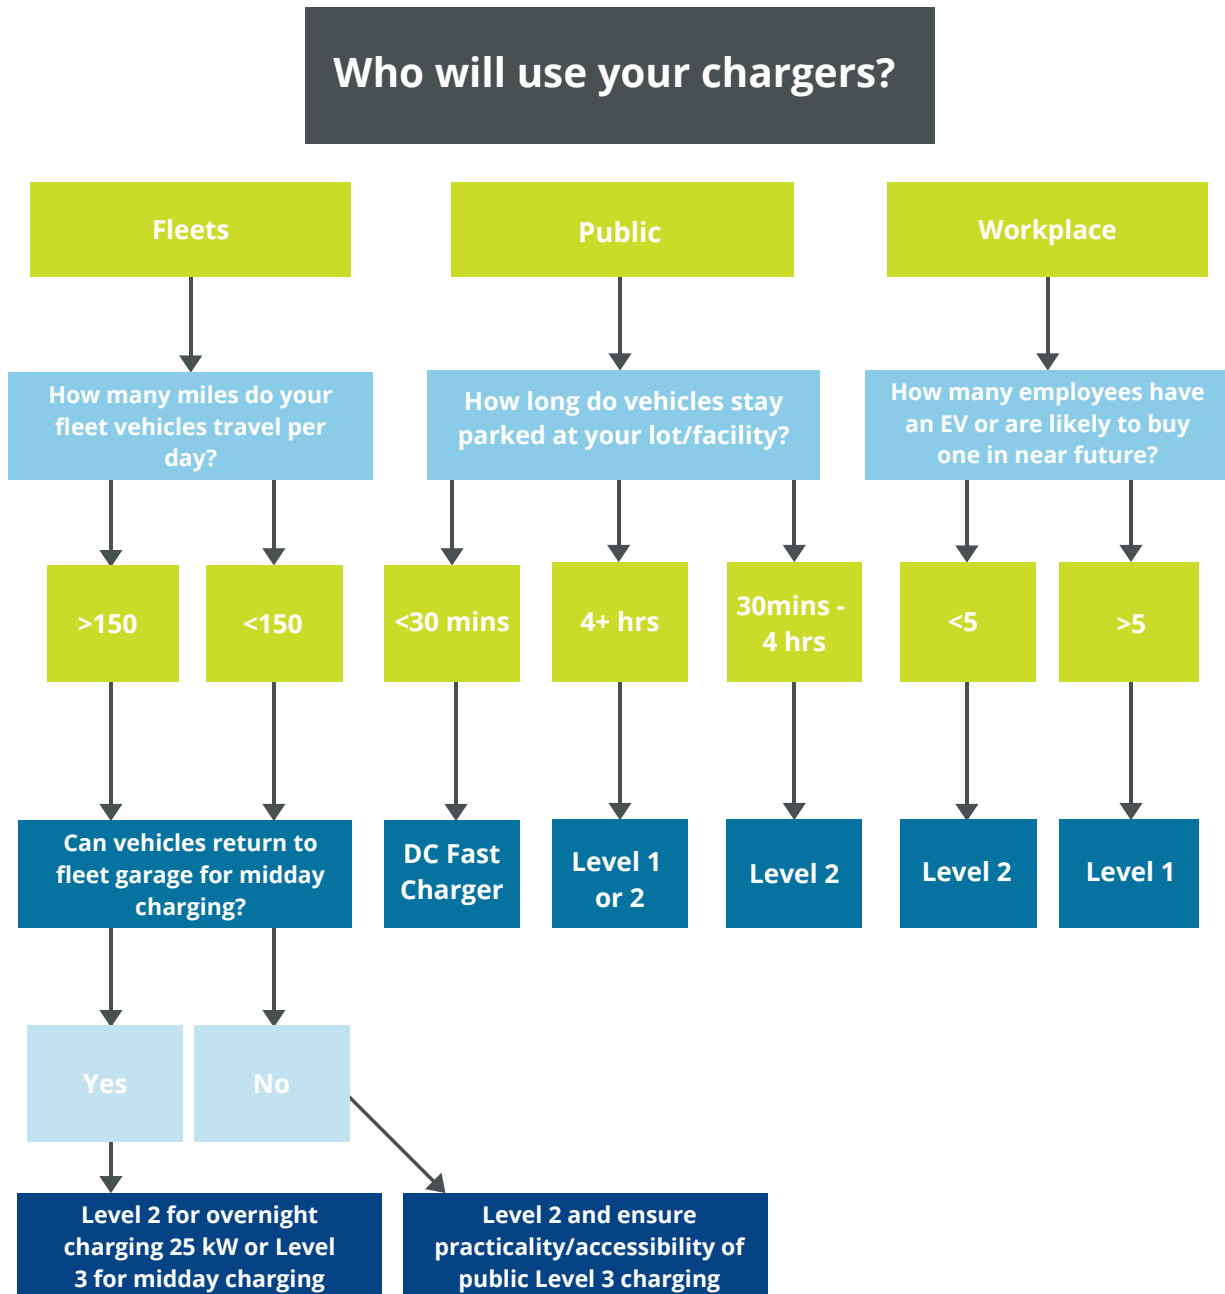 Who will use your chargers?
Fleets
Public
Workplace
How many miles do your
fleet vehicles travel per
day?
How long do vehicles stay
parked at your lot/facility?
How many employees have
an EV or are likely to buy
one in near future?
>150
<150
<30 mins
4+ hrs
30mins -
4 hrs
<5
>5
Can vehicles return to
fleet garage for midday
charging?
DC Fast
Charger
Level 1
or 2
Level 2
Level 2
Level 1
Yes
No
Level 2 for overnight
charging 25 kW or Level
3 for midday charging
Level 2 and ensure
practicality/accessibility of
public Level 3 charging